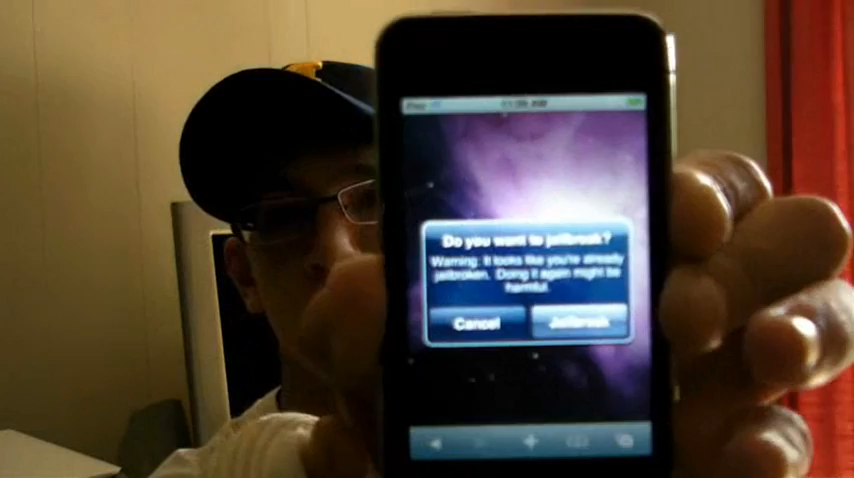 Do you want to jailbreak?
Warning: It looks like you're already
jailbroken. Doing it again might be
harmful.
Cancel
Jailbreak